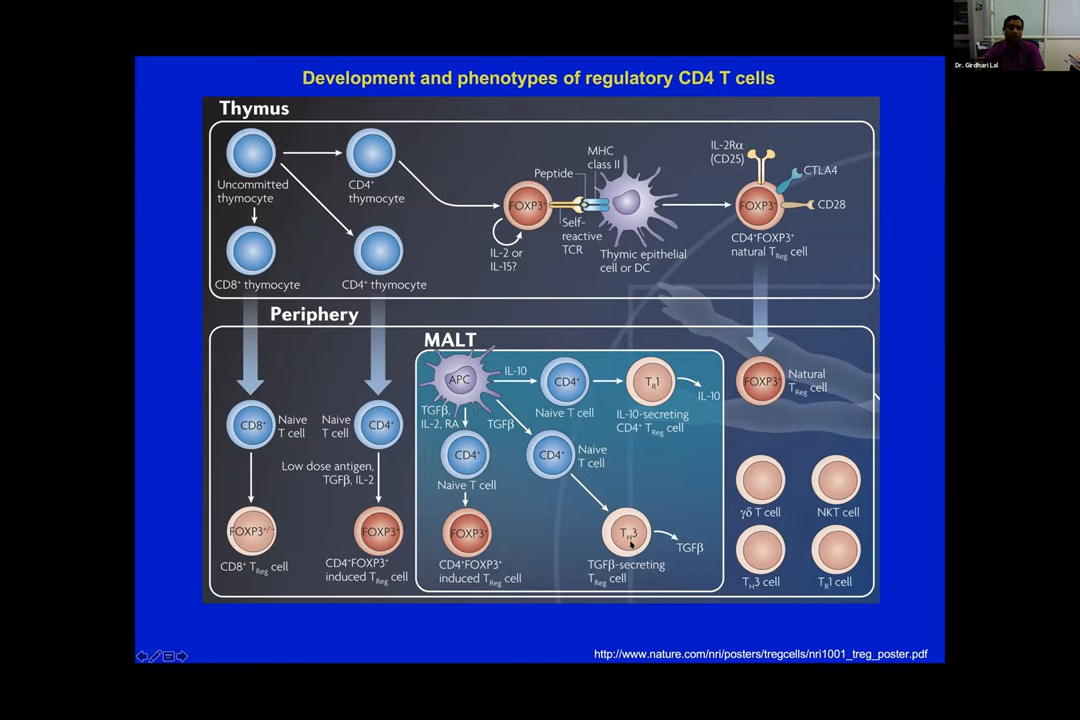 Dr. Girdhari Lal
Development and phenotypes of regulatory CD4 T cells
Thymus
Uncommitted
thymocyte
CD4⁺
thymocyte
CD8⁺ thymocyte
CD4⁺ thymocyte
FOXP3⁺
IL-2 or
IL-15?
Peptide
MHC
class II
Self-
reactive
TCR
Thymic epithelial
cell or DC
IL-2Rα
(CD25)
CTLA4
CD28
FOXP3⁺
CD4⁺FOXP3⁺
natural TReg cell
Periphery
CD8⁺
Naive
T cell
FOXP3⁺/⁻
CD8⁺ TReg cell
Naive
T cell
CD4⁺
Low dose antigen,
TGFβ, IL-2
FOXP3⁺
CD4⁺FOXP3⁺
induced TReg cell
MALT
APC
IL-10
CD4⁺
Naive T cell
TR1
IL-10
IL-10-secreting
CD4⁺ TReg cell
TGFβ,
IL-2, RA
TGFβ
CD4⁺
Naive T cell
CD4⁺
Naive
T cell
FOXP3⁺
CD4⁺FOXP3⁺
induced TReg cell
TH3
TGFβ
TGFβ-secreting
TReg cell
FOXP3⁺
Natural
TReg cell
γδ T cell
NKT cell
TH3 cell
TR1 cell
http://www.nature.com/nri/posters/tregcells/nri1001_treg_poster.pdf